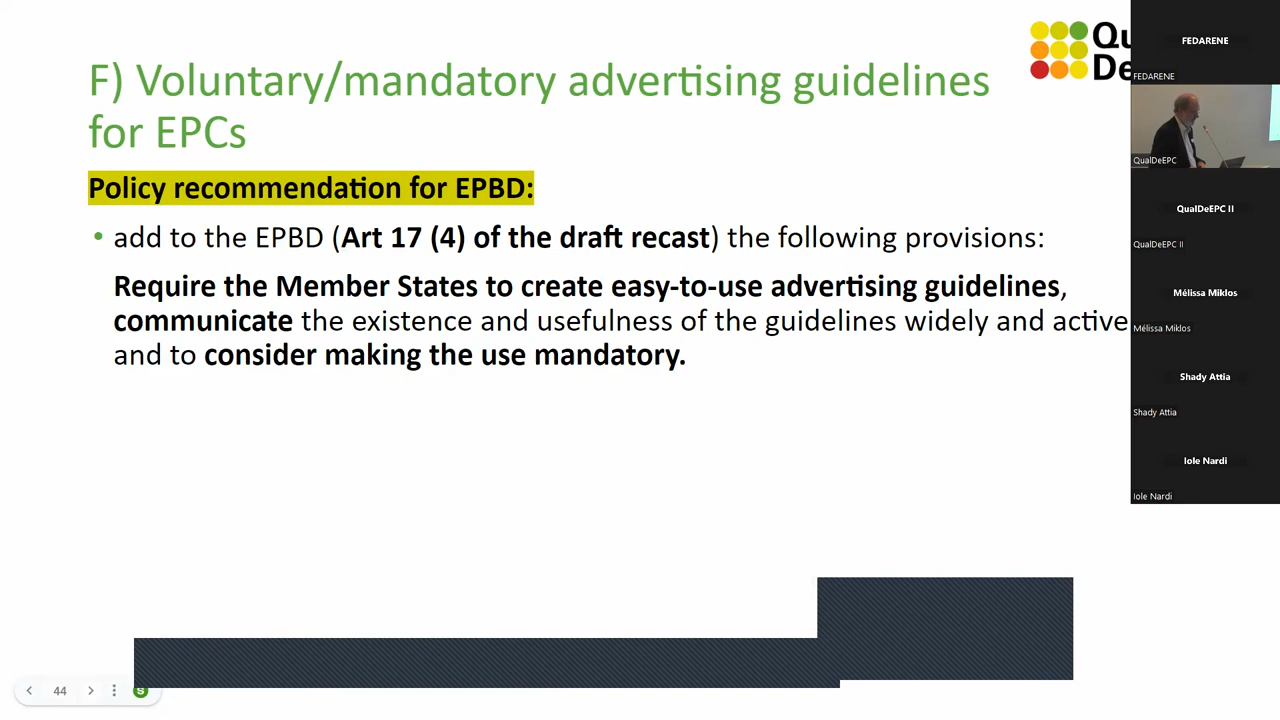 F) Voluntary/mandatory advertising guidelines
for EPCs
Policy recommendation for EPBD:
• add to the EPBD (Art 17 (4) of the draft recast) the following provisions:
Require the Member States to create easy-to-use advertising guidelines,
communicate the existence and usefulness of the guidelines widely and active
and to consider making the use mandatory.
44
S
Qu
De
FEDARENE
FEDARENE
QualDeEPC
QualDeEPC II
QualDeEPC II
Mélissa Miklos
Mélissa Miklos
Shady Attia
Shady Attia
Iole Nardi
Iole Nardi